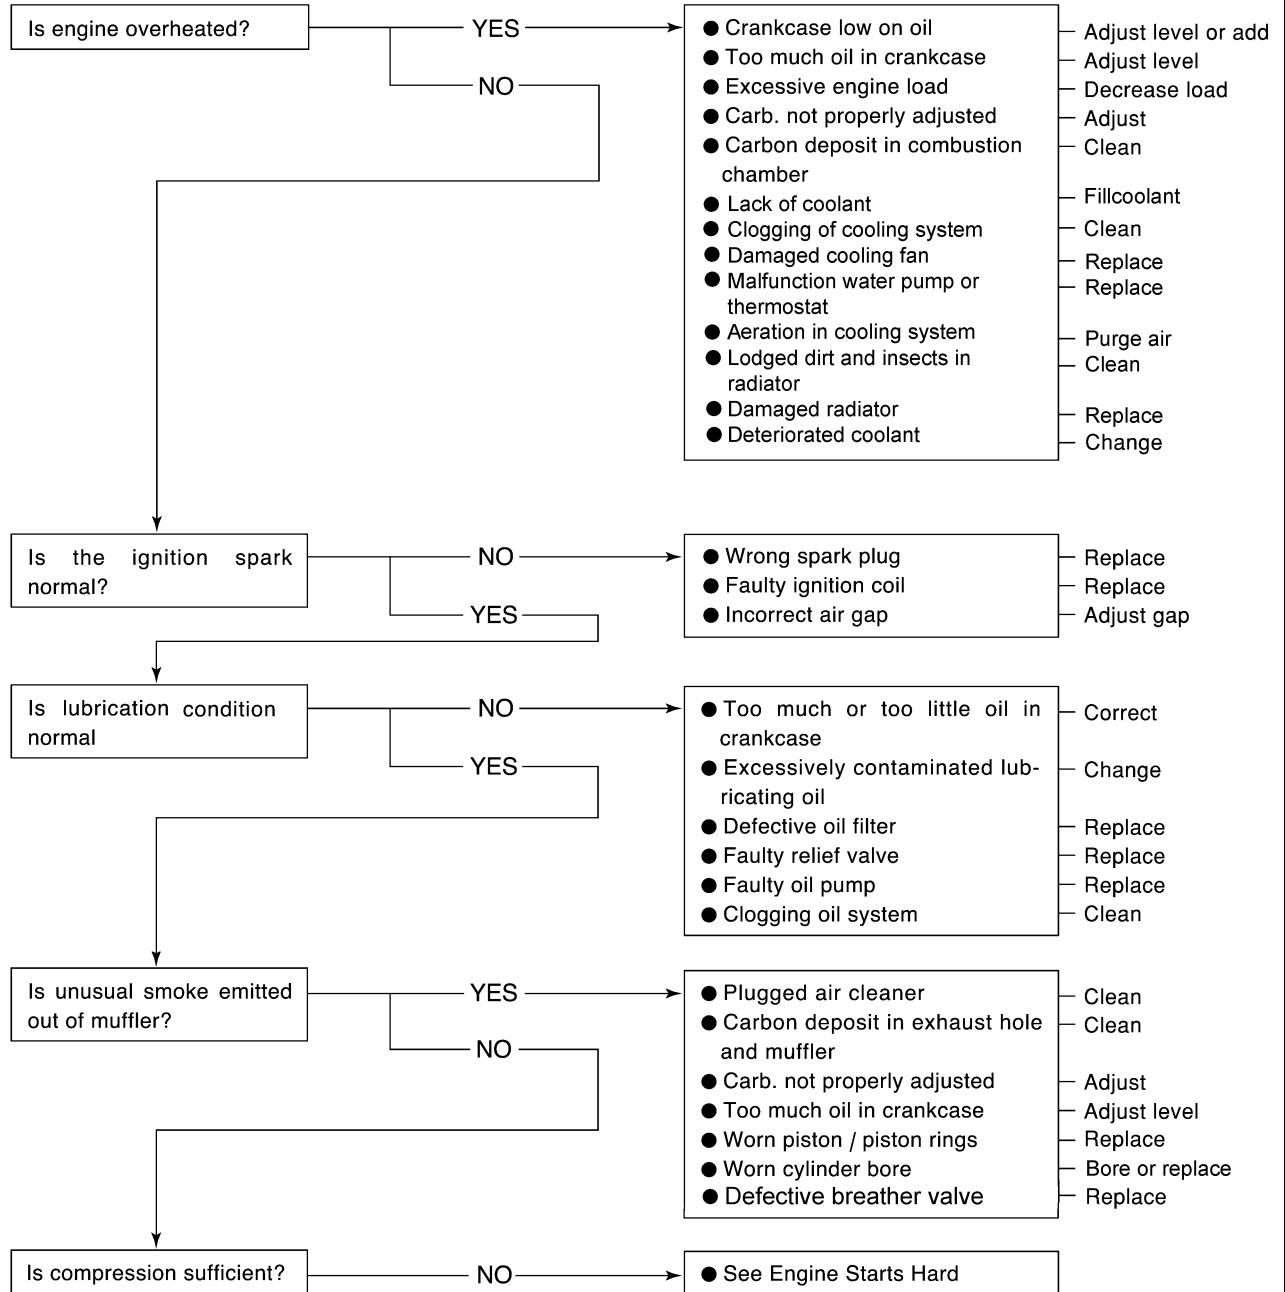 Is engine overheated?
YES
NO
● Crankcase low on oil
Adjust level or add
● Too much oil in crankcase
Adjust level
● Excessive engine load
Decrease load
● Carb. not properly adjusted
Adjust
● Carbon deposit in combustion
chamber
Clean
● Lack of coolant
Fillcoolant
● Clogging of cooling system
Clean
● Damaged cooling fan
Replace
● Malfunction water pump or
thermostat
Replace
● Aeration in cooling system
Purge air
● Lodged dirt and insects in
radiator
Clean
● Damaged radiator
Replace
● Deteriorated coolant
Change
Is the ignition spark
normal?
NO
YES
● Wrong spark plug
Replace
● Faulty ignition coil
Replace
● Incorrect air gap
Adjust gap
Is lubrication condition
normal
NO
YES
● Too much or too little oil in
crankcase
Correct
● Excessively contaminated lub-
ricating oil
Change
● Defective oil filter
Replace
● Faulty relief valve
Replace
● Faulty oil pump
Replace
● Clogging oil system
Clean
Is unusual smoke emitted
out of muffler?
YES
NO
● Plugged air cleaner
Clean
● Carbon deposit in exhaust hole
and muffler
Clean
● Carb. not properly adjusted
Adjust
● Too much oil in crankcase
Adjust level
● Worn piston / piston rings
Replace
● Worn cylinder bore
Bore or replace
● Defective breather valve
Replace
Is compression sufficient?
NO
● See Engine Starts Hard